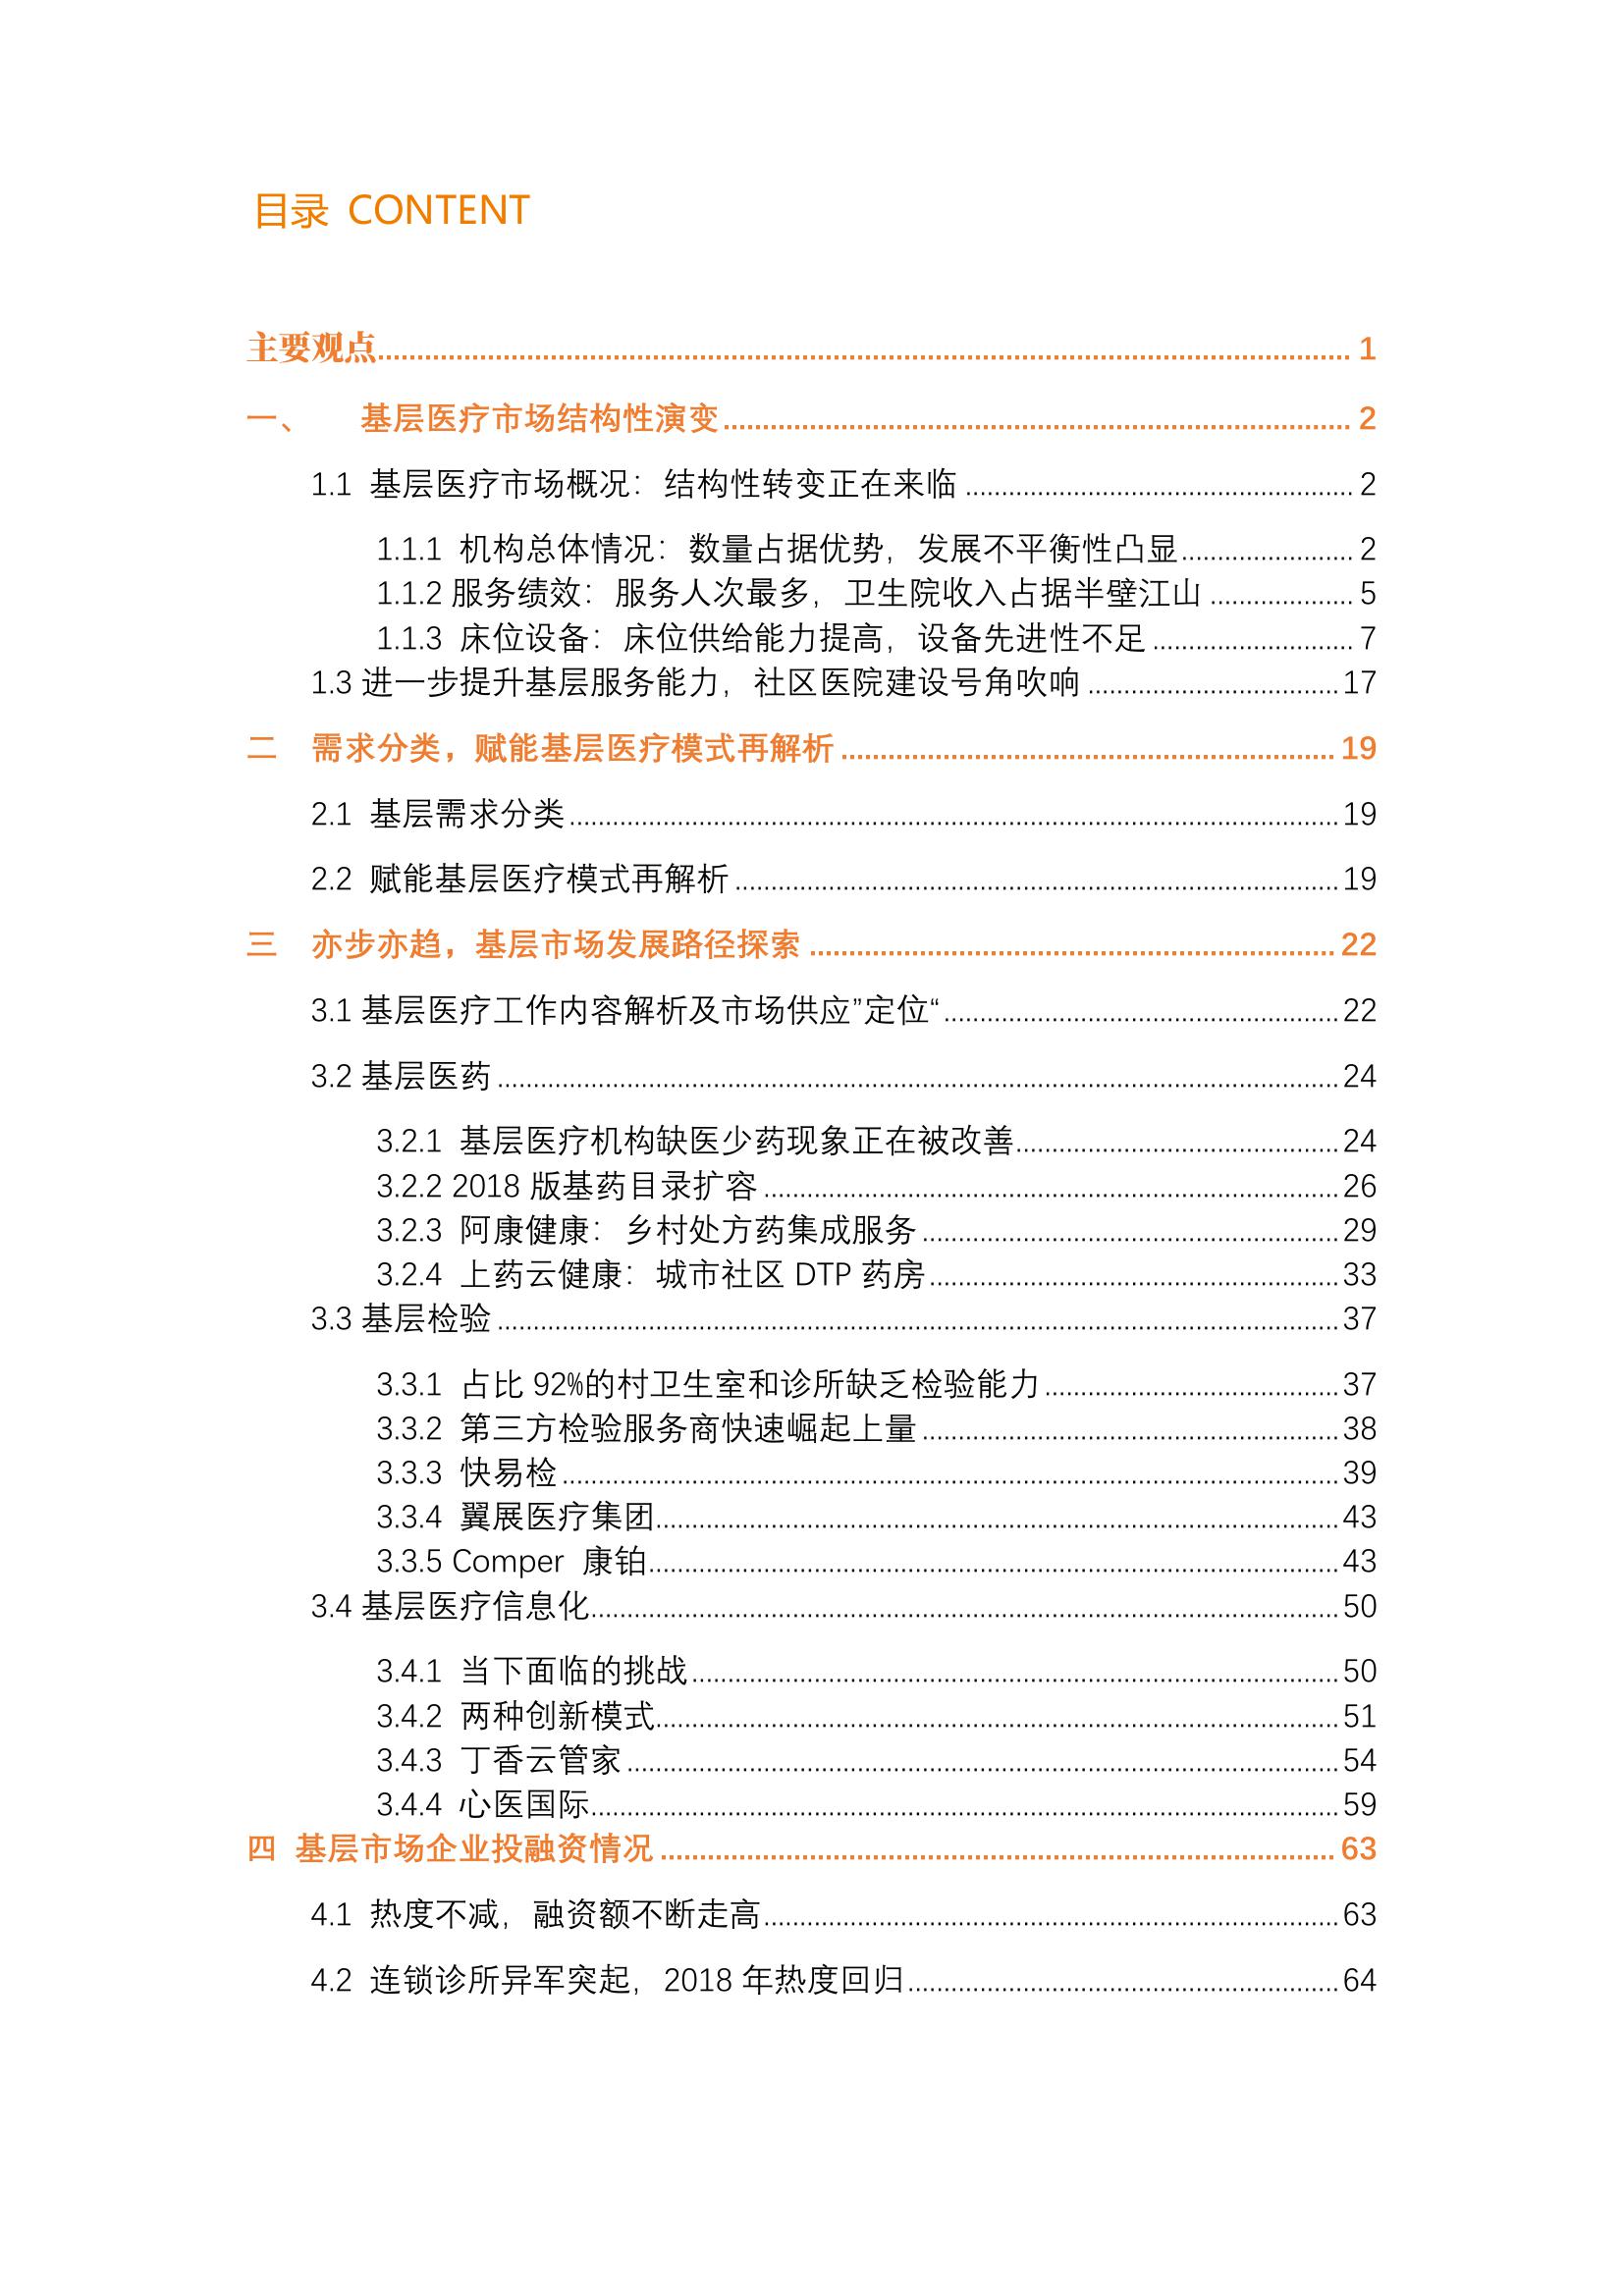 目录 CONTENT
主要观点 1
一、 基层医疗市场结构性演变 2
1.1 基层医疗市场概况：结构性转变正在来临 2
1.1.1 机构总体情况：数量占据优势，发展不平衡性凸显 2
1.1.2 服务绩效：服务人次最多，卫生院收入占据半壁江山 5
1.1.3 床位设备：床位供给能力提高，设备先进性不足 7
1.3 进一步提升基层服务能力，社区医院建设号角吹响 17
二 需求分类，赋能基层医疗模式再解析 19
2.1 基层需求分类 19
2.2 赋能基层医疗模式再解析 19
三 亦步亦趋，基层市场发展路径探索 22
3.1 基层医疗工作内容解析及市场供应”定位“ 22
3.2 基层医药 24
3.2.1 基层医疗机构缺医少药现象正在被改善 24
3.2.2 2018 版基药目录扩容 26
3.2.3 阿康健康：乡村处方药集成服务 29
3.2.4 上药云健康：城市社区 DTP 药房 33
3.3 基层检验 37
3.3.1 占比 92%的村卫生室和诊所缺乏检验能力 37
3.3.2 第三方检验服务商快速崛起上量 38
3.3.3 快易检 39
3.3.4 翼展医疗集团 43
3.3.5 Comper 康铂 43
3.4 基层医疗信息化 50
3.4.1 当下面临的挑战 50
3.4.2 两种创新模式 51
3.4.3 丁香云管家 54
3.4.4 心医国际 59
四 基层市场企业投融资情况 63
4.1 热度不减，融资额不断走高 63
4.2 连锁诊所异军突起，2018 年热度回归 64